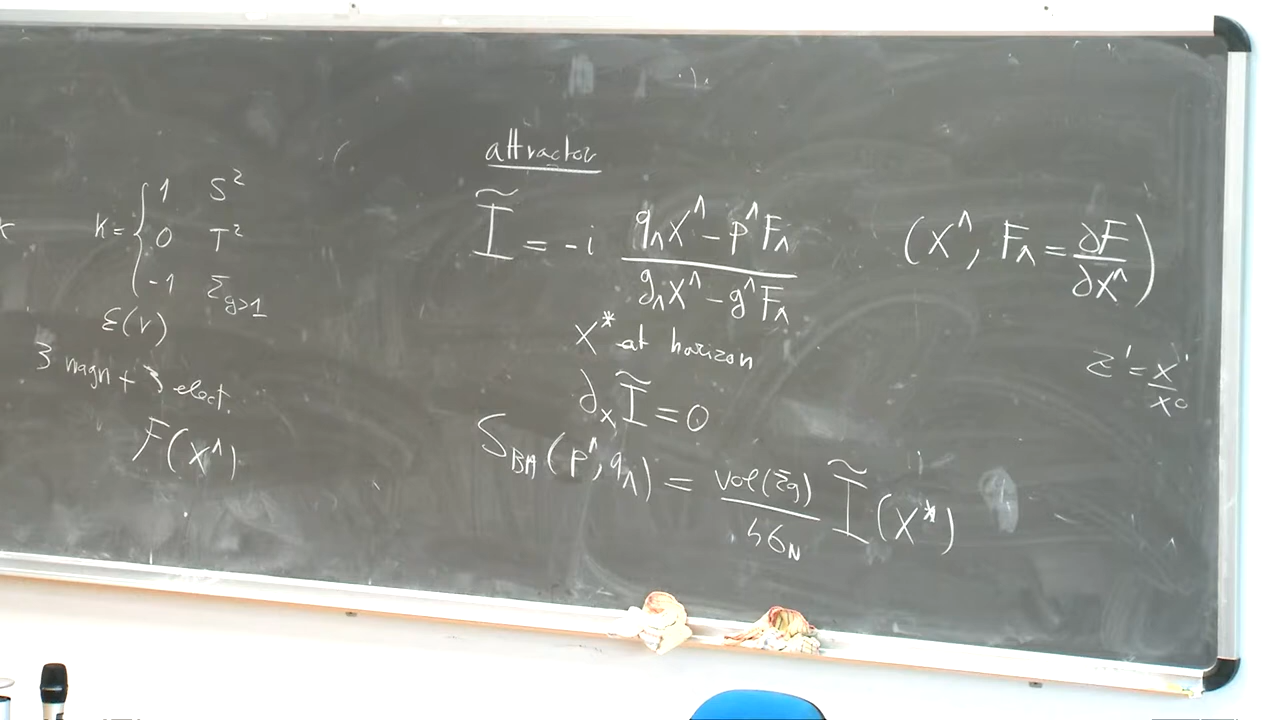 κ = { 1 S²
0 T²
-1 Σ_{g>1}
ε(r)
3 magn + 3 elect.
F(X^Λ)
attractor
Ĩ = -i (q_Λ X^Λ - p^Λ F_Λ) / (g_Λ X^Λ - g^Λ F_Λ)
(X^Λ, F_Λ = ∂F/∂X^Λ)
X* at horizon
z' = X'/X⁰
∂_X Ĩ = 0
S_BH(p^Λ, q_Λ) = vol(Σ_g)/4G_N Ĩ(X*)